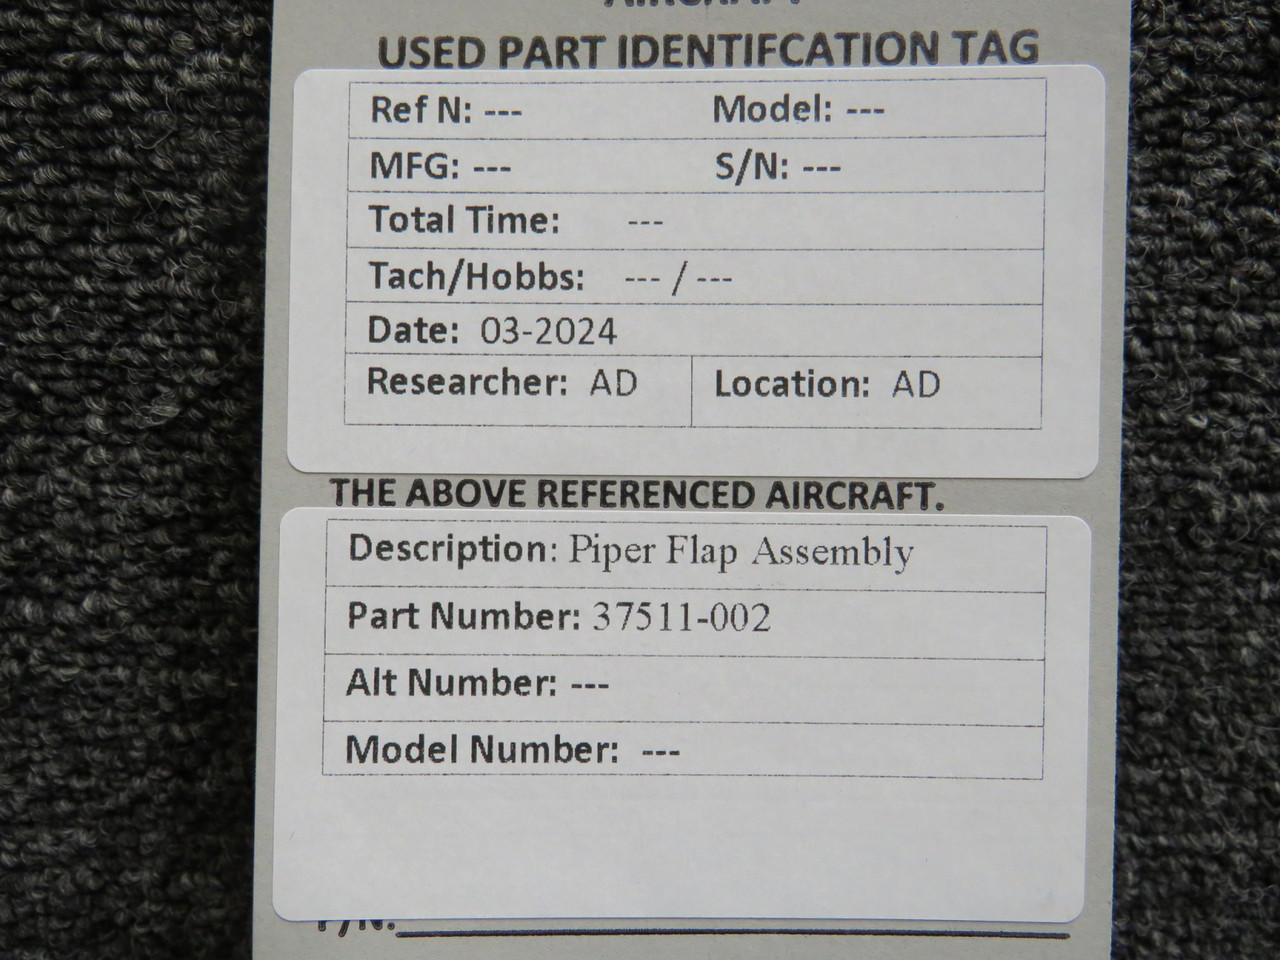 AIRCRAFT
USED PART IDENTIFCATION TAG
Ref N: --- Model: ---
MFG: --- S/N: ---
Total Time: ---
Tach/Hobbs: --- / ---
Date: 03-2024
Researcher: AD Location: AD
THE ABOVE REFERENCED AIRCRAFT.
Description: Piper Flap Assembly
Part Number: 37511-002
Alt Number: ---
Model Number: ---
P/N: